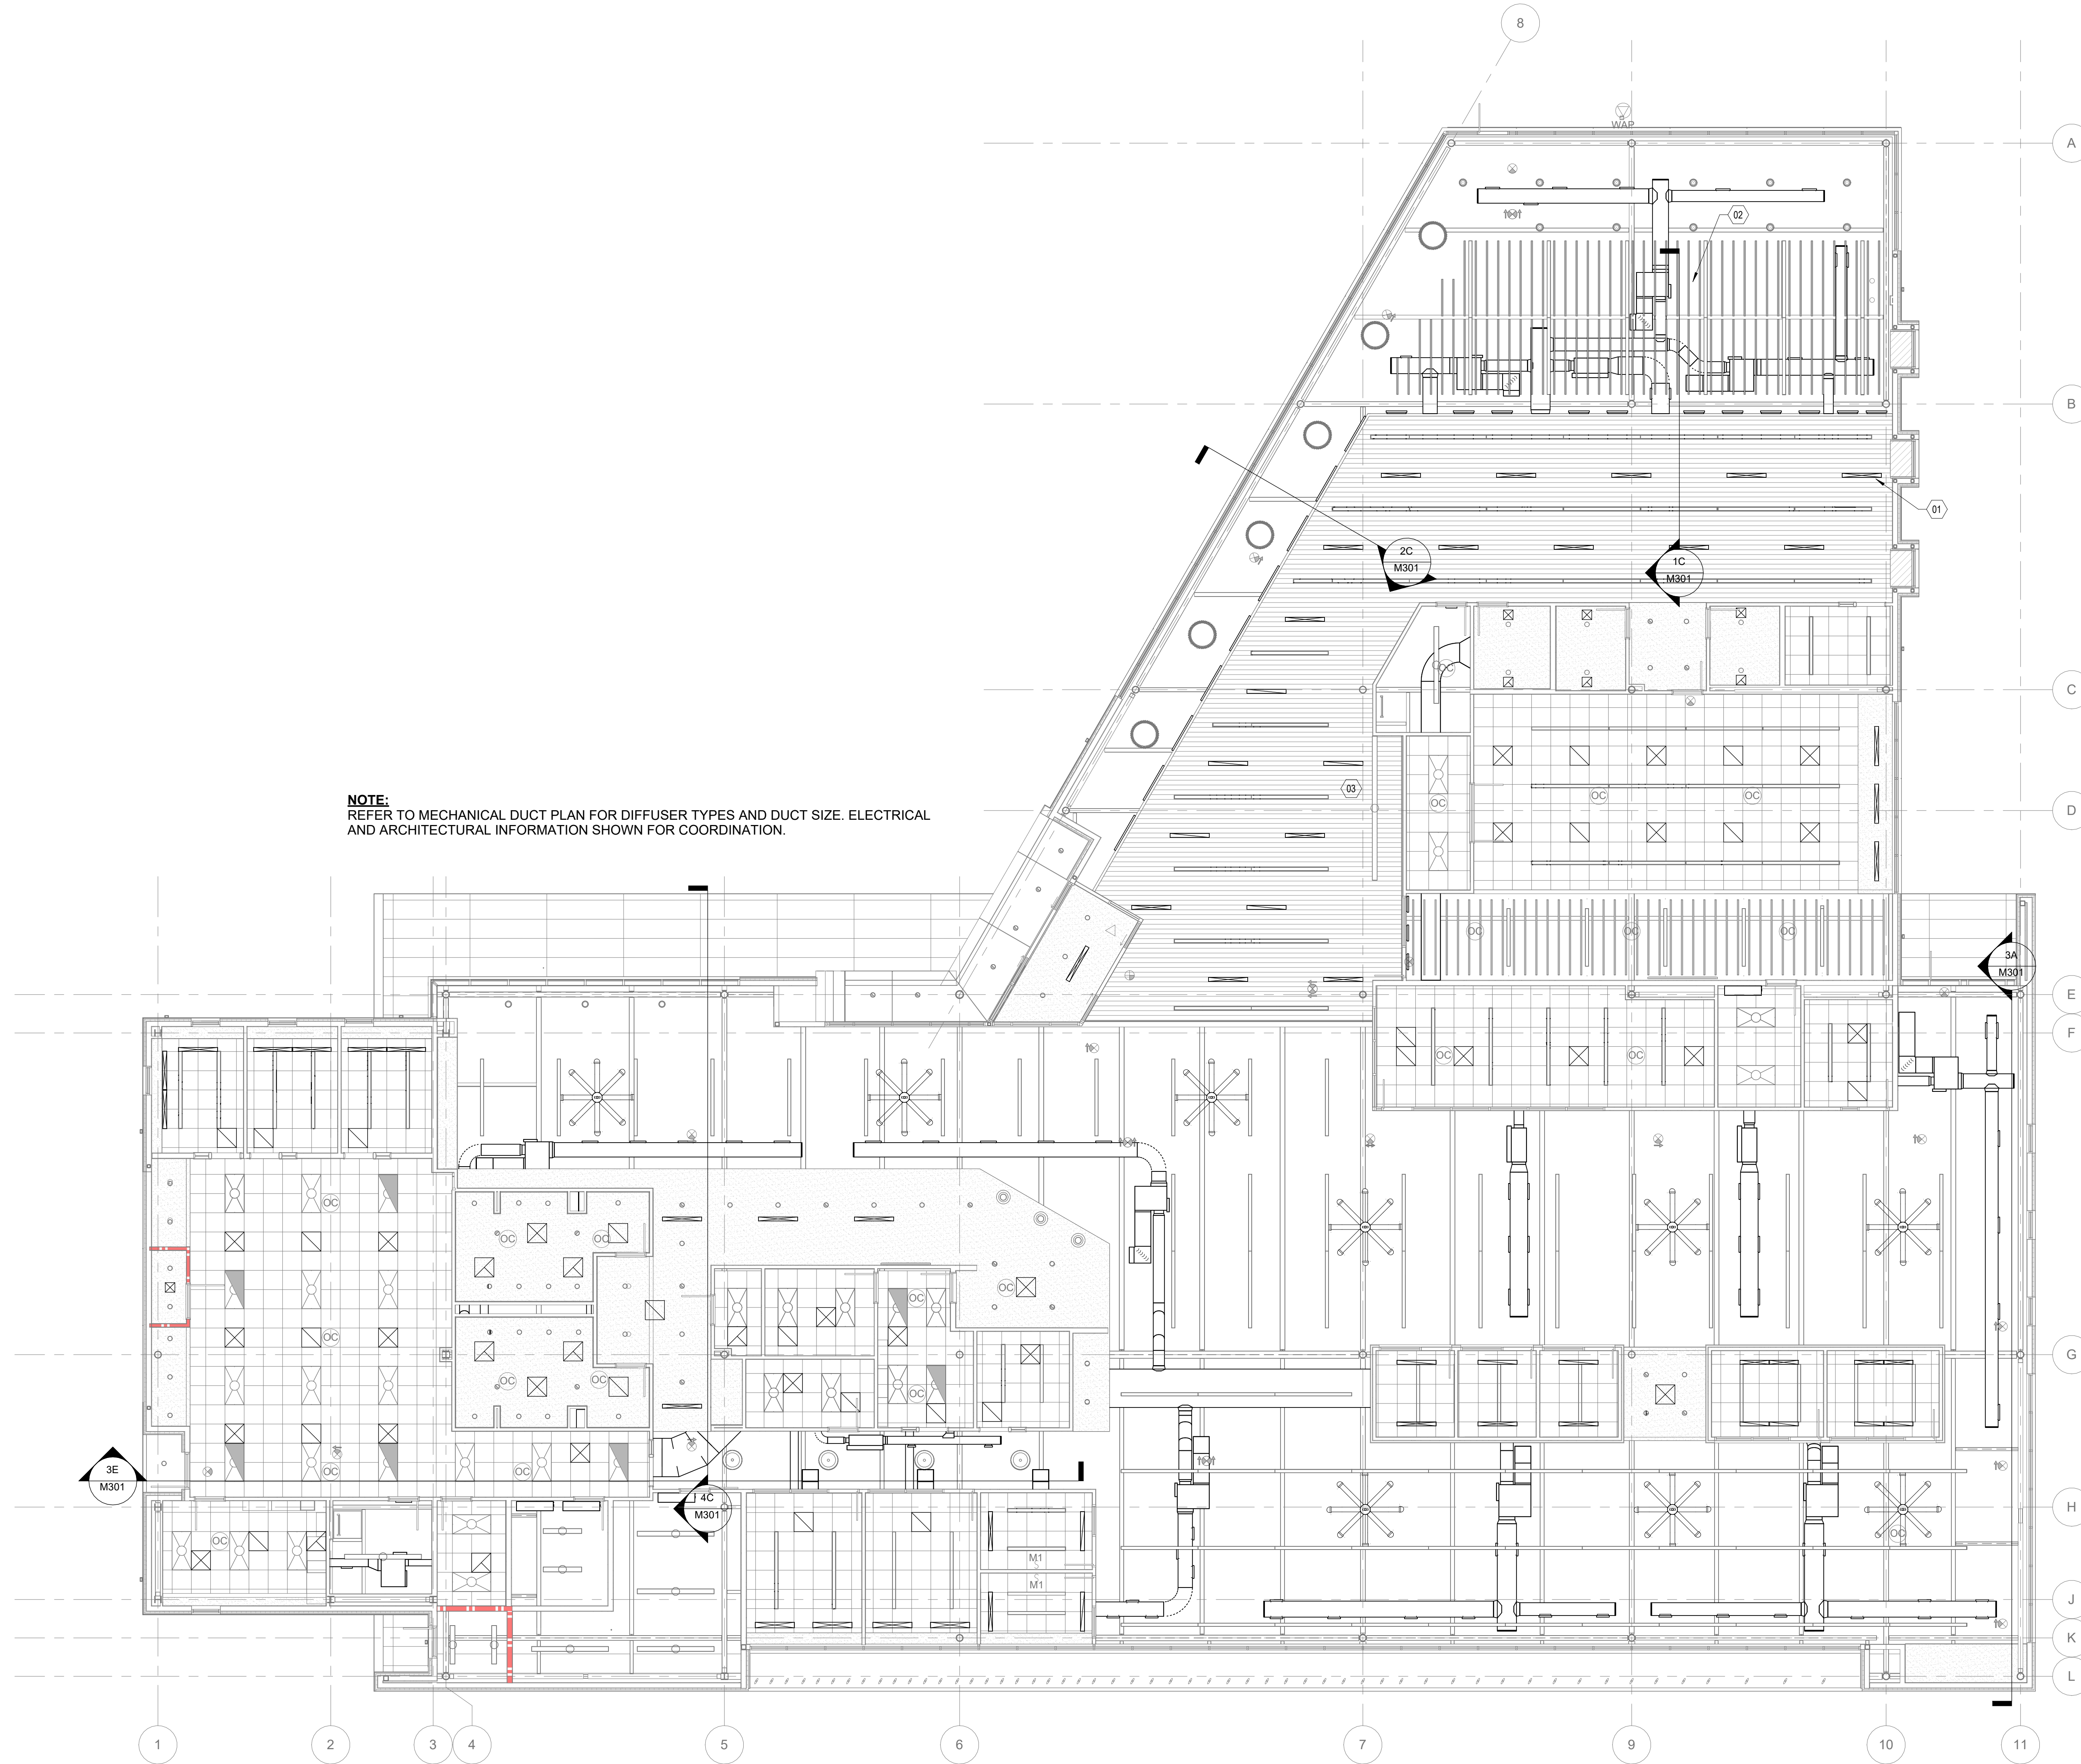 8
WAP
A
02
B
01
2C
M301
1C
M301
OC
C
03
OC
OC
OC
D
NOTE:
REFER TO MECHANICAL DUCT PLAN FOR DIFFUSER TYPES AND DUCT SIZE. ELECTRICAL
AND ARCHITECTURAL INFORMATION SHOWN FOR COORDINATION.
OC
OC
OC
3A
M301
E
F
OC
OC
OC
OC
OC
OC
OC
OC
G
OC
OC
OC
OC
3E
M301
OC
OC
4C
M301
H
OC
OC
M1
M1
J
K
L
1
2
3
4
5
6
7
9
10
11